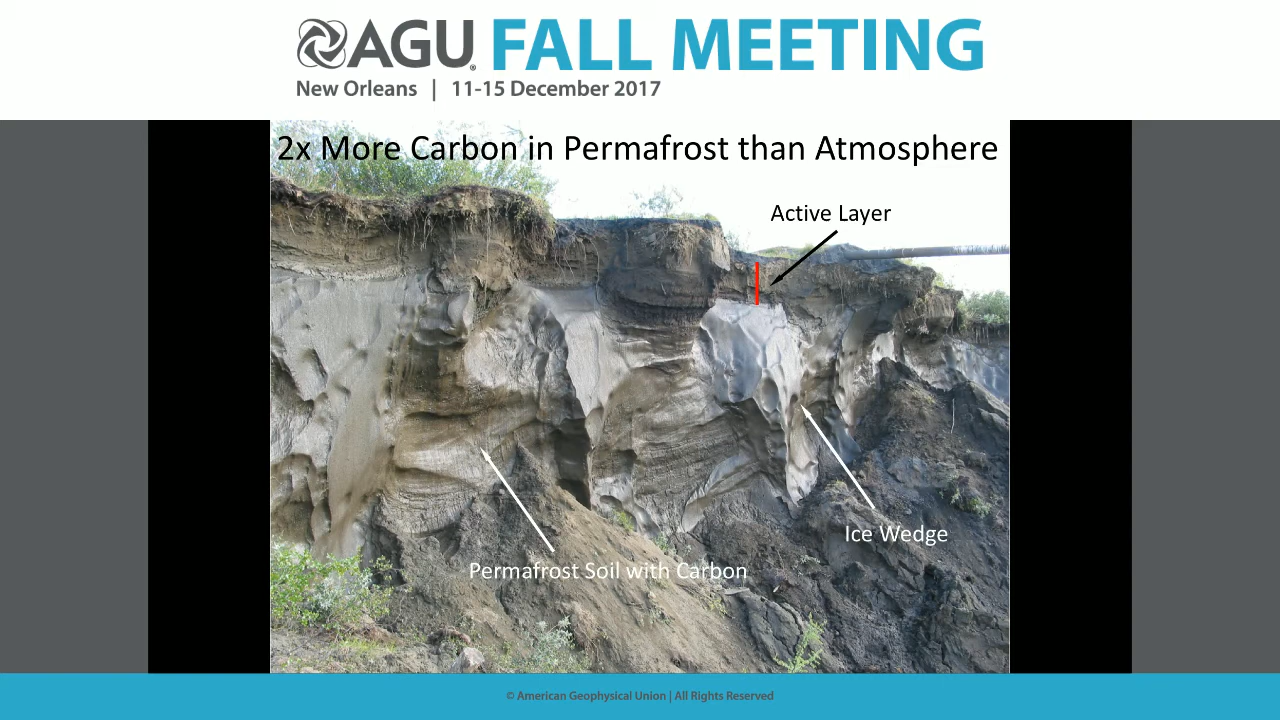 AGU FALL MEETING
New Orleans | 11-15 December 2017
2x More Carbon in Permafrost than Atmosphere
Active Layer
Ice Wedge
Permafrost Soil with Carbon
© American Geophysical Union | All Rights Reserved